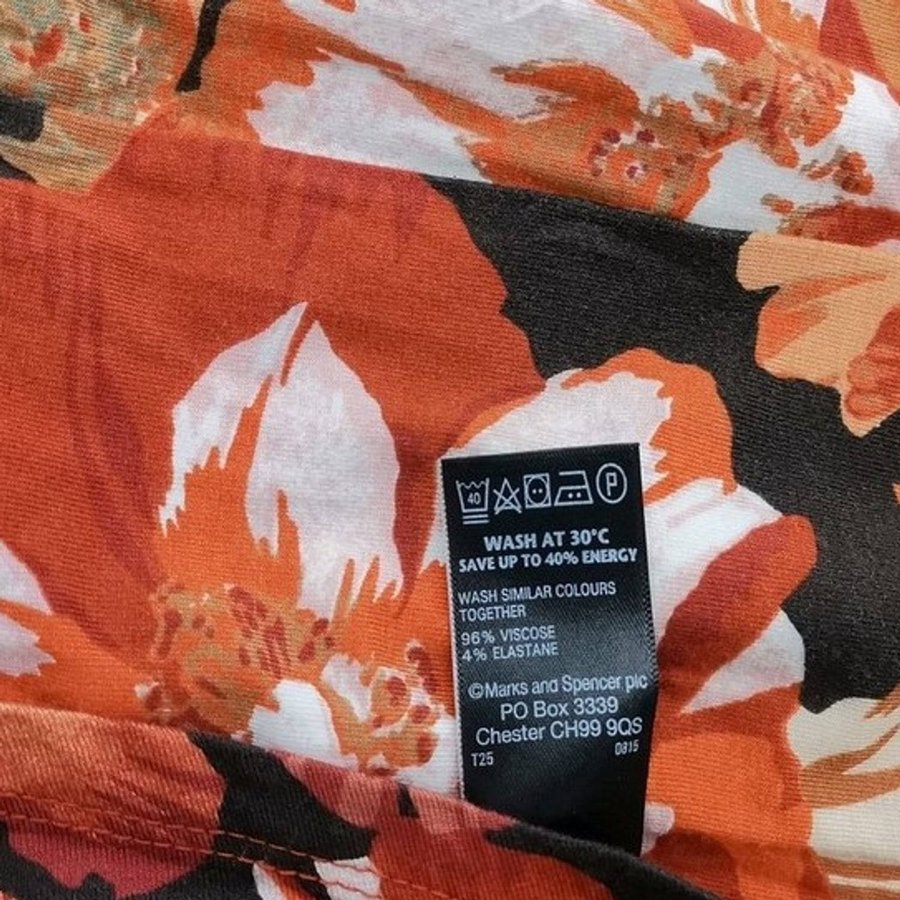 40 P
WASH AT 30°C
SAVE UP TO 40% ENERGY
WASH SIMILAR COLOURS
TOGETHER
96% VISCOSE
4% ELASTANE
©Marks and Spencer plc
PO Box 3339
Chester CH99 9QS
T25 0815